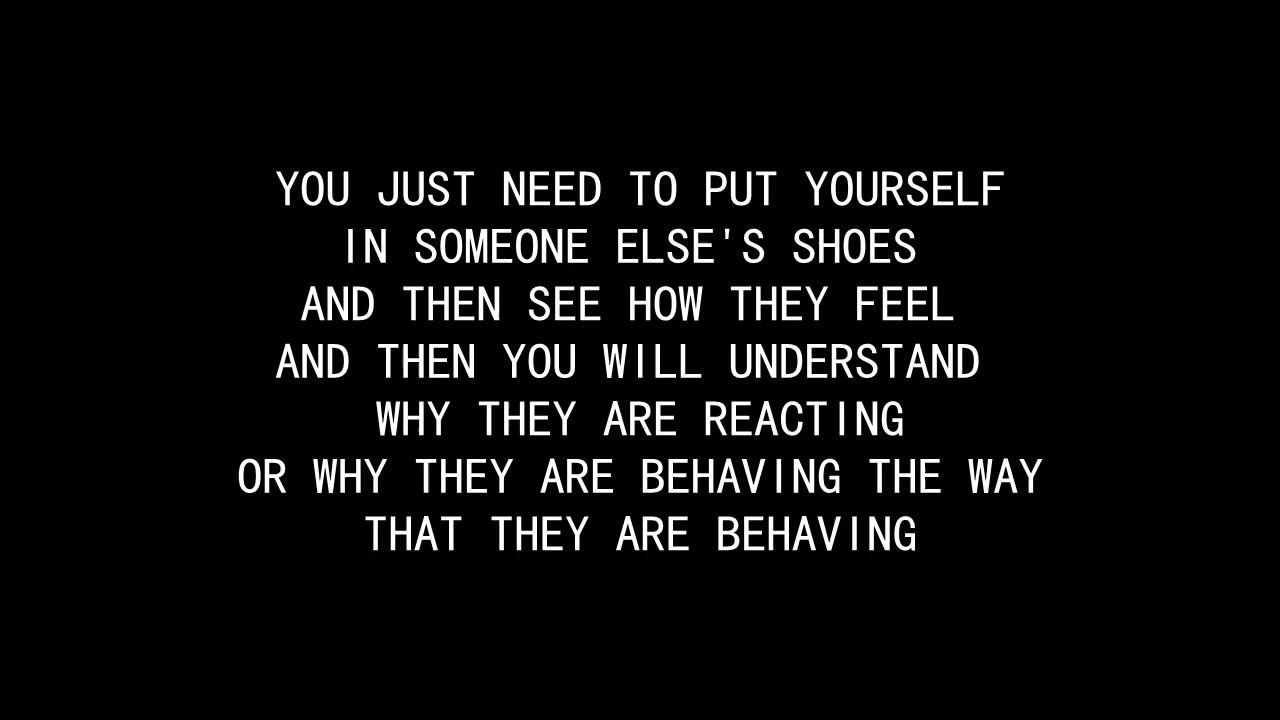 YOU JUST NEED TO PUT YOURSELF
IN SOMEONE ELSE'S SHOES
AND THEN SEE HOW THEY FEEL
AND THEN YOU WILL UNDERSTAND
WHY THEY ARE REACTING
OR WHY THEY ARE BEHAVING THE WAY
THAT THEY ARE BEHAVING